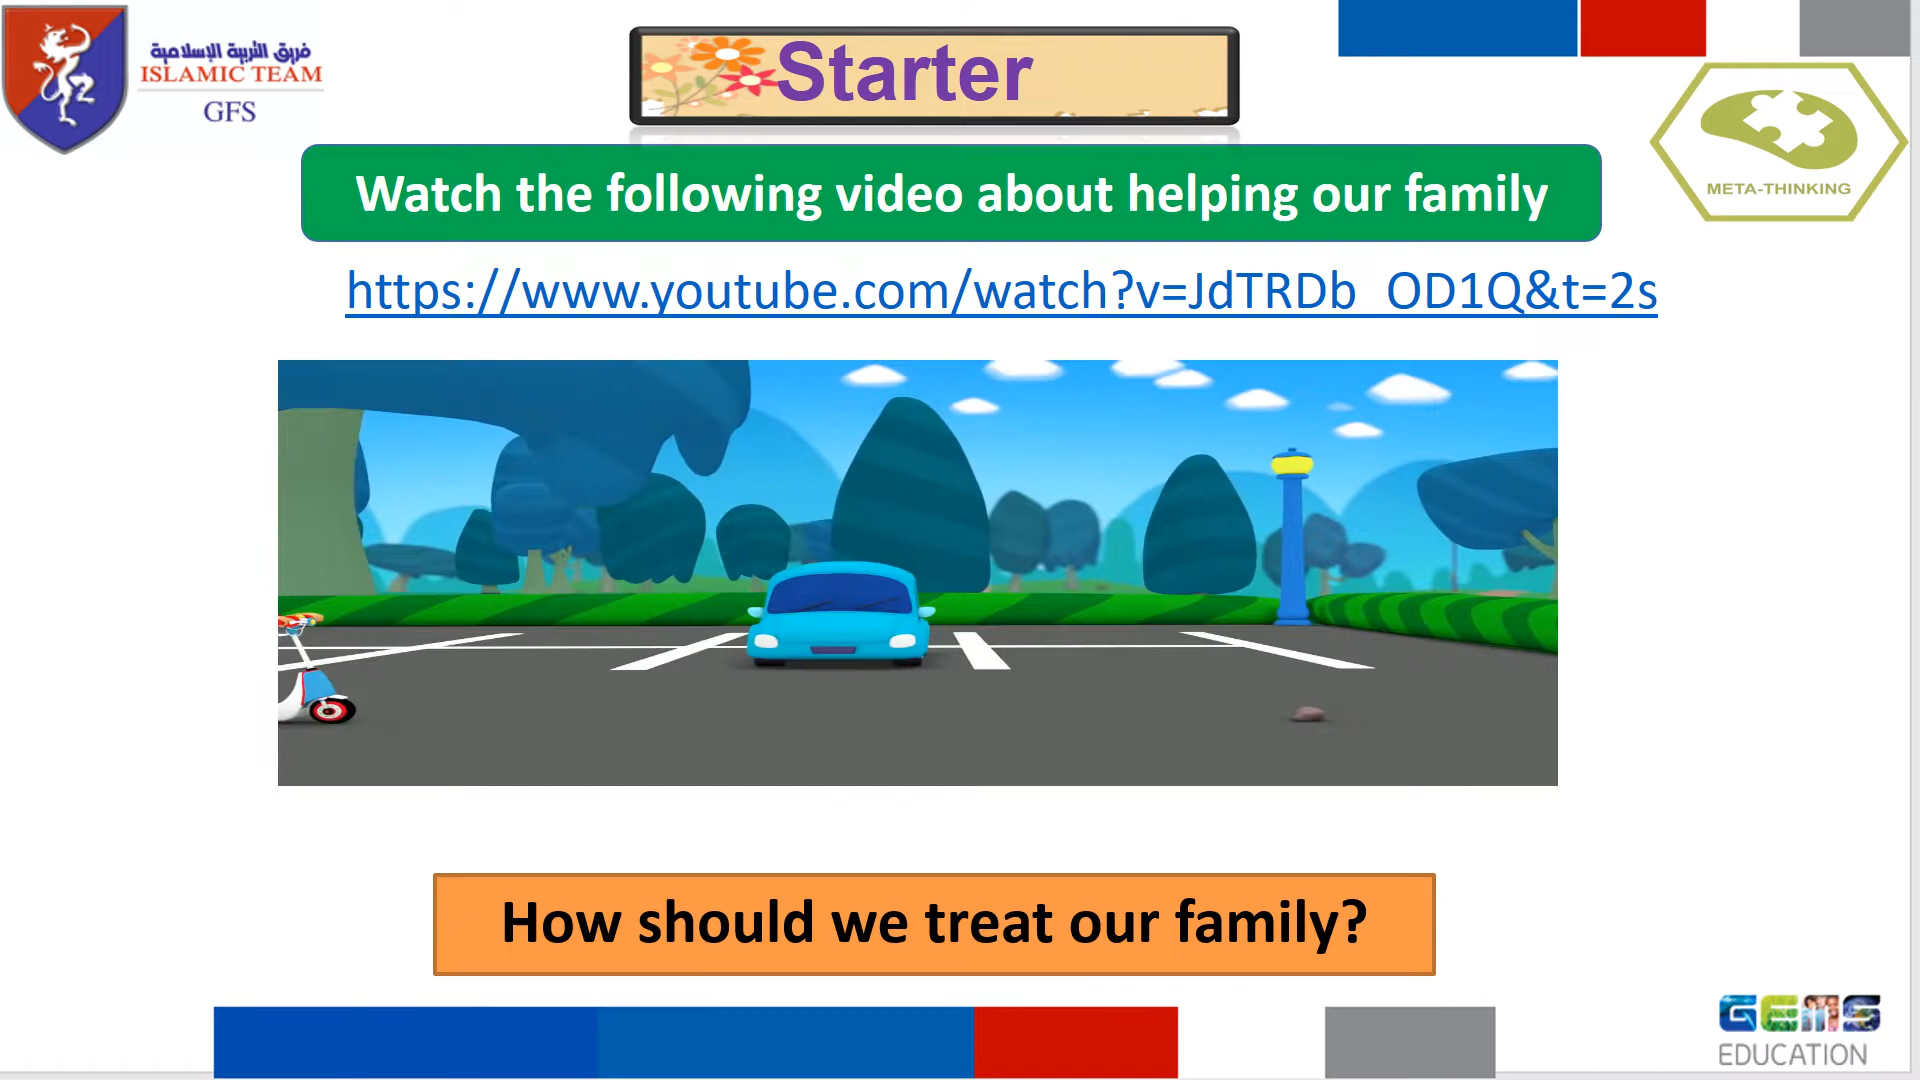 فريق التربية الإسلامية
ISLAMIC TEAM
GFS
Starter
META-THINKING
Watch the following video about helping our family
https://www.youtube.com/watch?v=JdTRDb_OD1Q&t=2s
How should we treat our family?
GEMS
EDUCATION